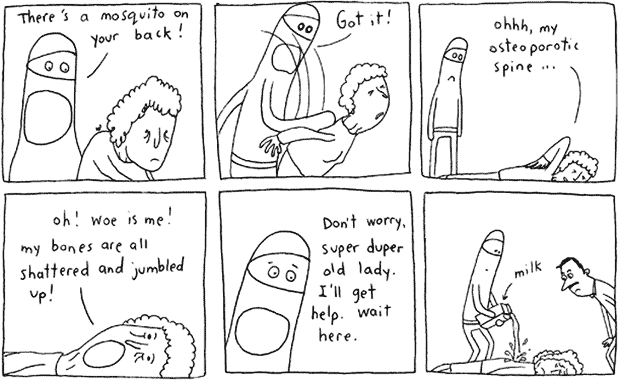 There's a mosquito on
your back!
Got it!
ohhh, my
osteoporotic
spine ...
oh! Woe is me!
my bones are all
shattered and jumbled
up!
Don't worry,
super duper
old lady.
I'll get
help. wait
here.
milk